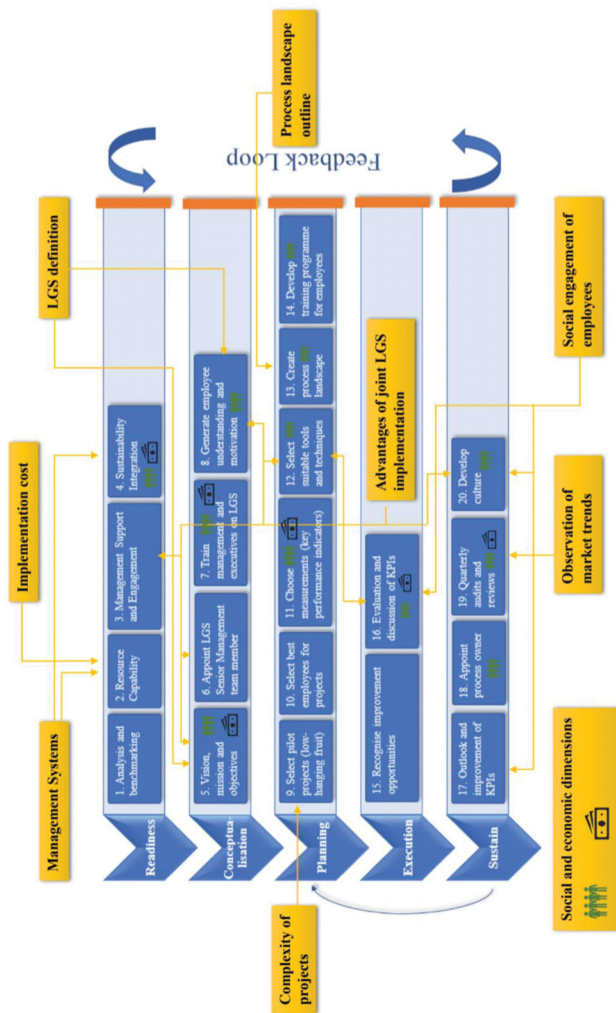 Management Systems
Implementation cost
LGS definition
Readiness
1. Analysis and
benchmarking
2. Resource
Capability
3. Management Support
and Engagement
4. Sustainability
Integration
Conceptua-
lisation
5. Vision,
mission and
objectives
6. Appoint LGS
Senior Management
team member
7. Train
management and
executives on LGS
8. Generate employee
understanding and
motivation
Planning
9. Select pilot
projects (low-
hanging fruit)
10. Select best
employees for
projects
11. Choose
measurements (key
performance indicators)
12. Select
suitable tools
and techniques
13. Create
process
landscape
14. Develop
training programme
for employees
Execution
15. Recognise improvement
opportunities
16. Evaluation and
discussion of KPIs
Advantages of joint LGS
implementation
Sustain
17. Outlook and
improvement of
KPIs
18. Appoint
process owner
19. Quarterly
audits and
reviews
20. Develop
culture
Feedback Loop
Process landscape
outline
Complexity of
projects
Social and economic dimensions
Observation of
market trends
Social engagement of
employees